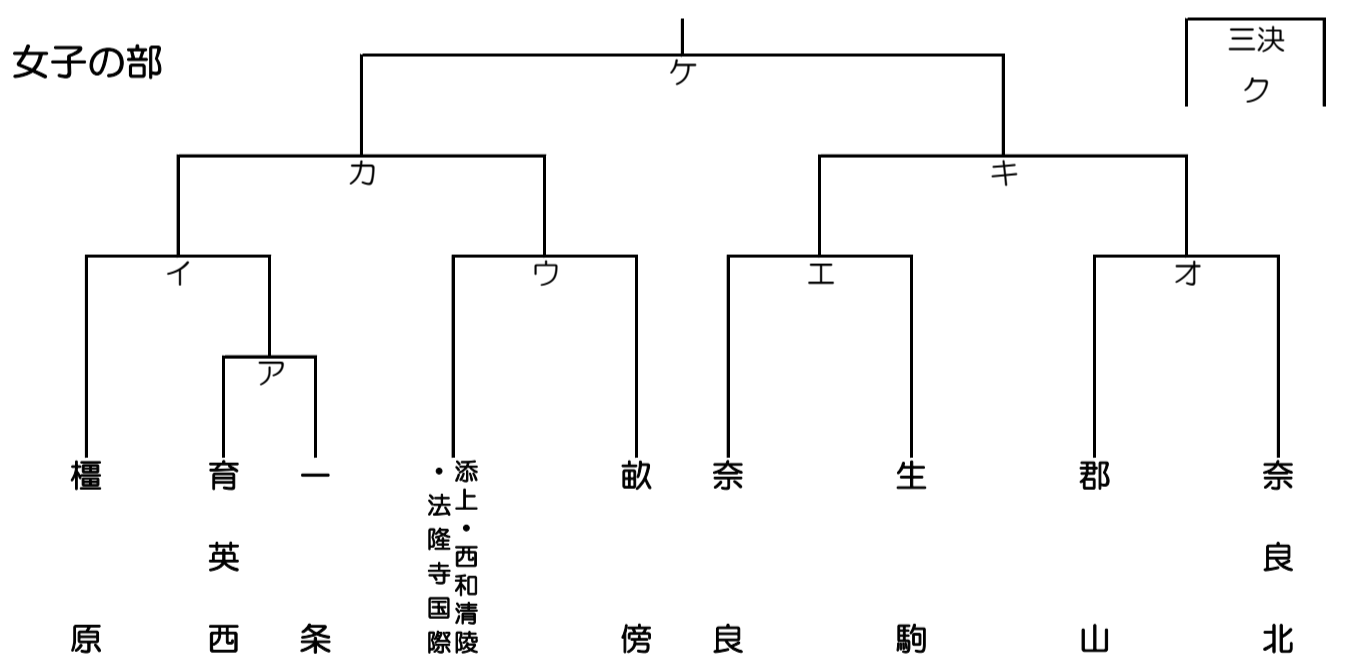 女子の部
三決
ク
ケ
カ
キ
イ
ウ
エ
オ
ア
橿原
育英西
一条
添上・西和清陵
・法隆寺国際
畝傍
奈良
生駒
郡山
奈良北